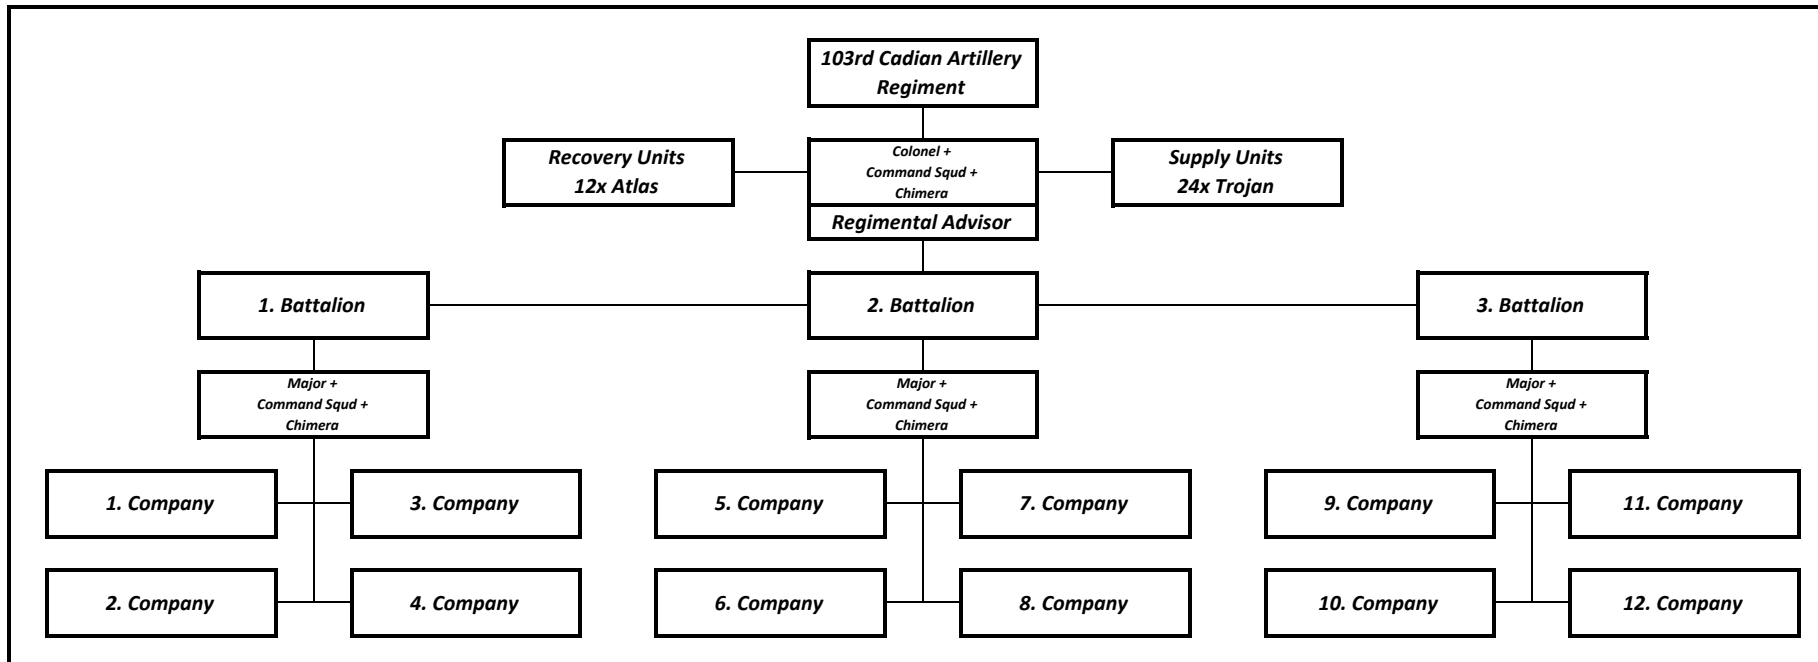 103rd Cadian Artillery
Regiment
Recovery Units
12x Atlas
Colonel +
Command Squd +
Chimera
Supply Units
24x Trojan
Regimental Advisor
1. Battalion
2. Battalion
3. Battalion
Major +
Command Squd +
Chimera
Major +
Command Squd +
Chimera
Major +
Command Squd +
Chimera
1. Company
3. Company
5. Company
7. Company
9. Company
11. Company
2. Company
4. Company
6. Company
8. Company
10. Company
12. Company